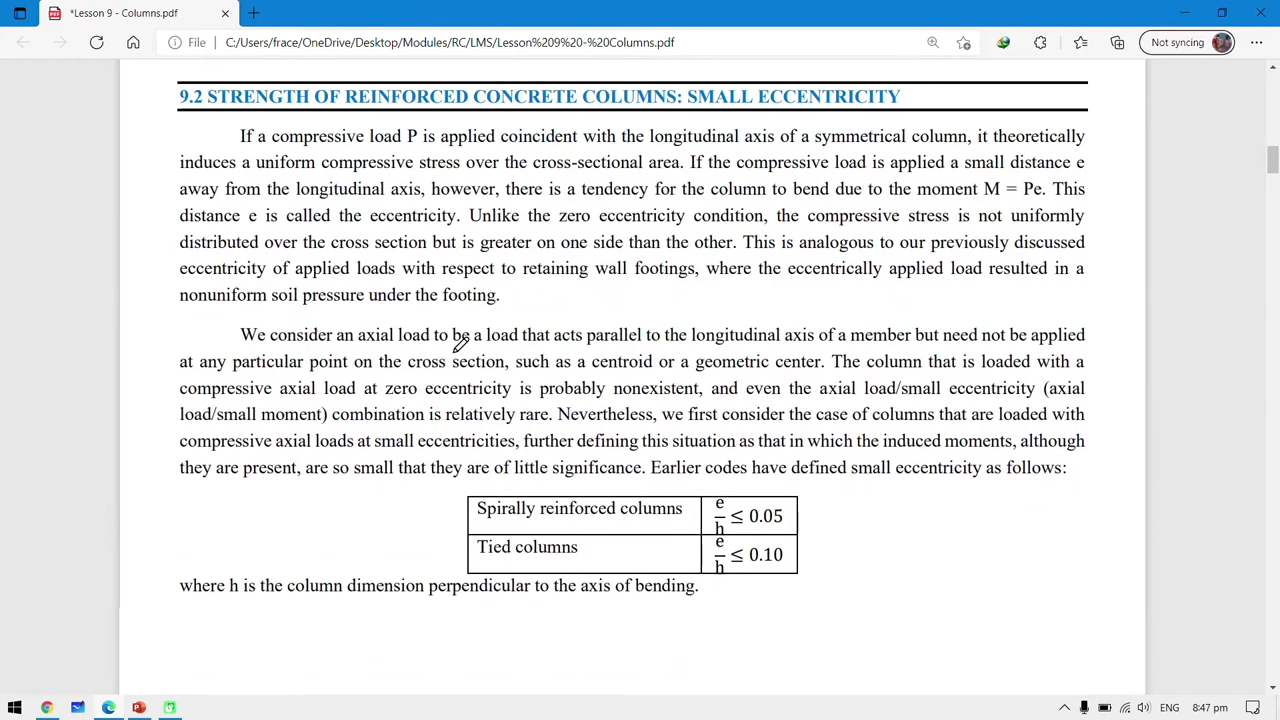 *Lesson 9 - Columns.pdf
File C:/Users/frace/OneDrive/Desktop/Modules/RC/LMS/Lesson%209%20-%20Columns.pdf Not syncing
9.2 STRENGTH OF REINFORCED CONCRETE COLUMNS: SMALL ECCENTRICITY
If a compressive load P is applied coincident with the longitudinal axis of a symmetrical column, it theoretically
induces a uniform compressive stress over the cross-sectional area. If the compressive load is applied a small distance e
away from the longitudinal axis, however, there is a tendency for the column to bend due to the moment M = Pe. This
distance e is called the eccentricity. Unlike the zero eccentricity condition, the compressive stress is not uniformly
distributed over the cross section but is greater on one side than the other. This is analogous to our previously discussed
eccentricity of applied loads with respect to retaining wall footings, where the eccentrically applied load resulted in a
nonuniform soil pressure under the footing.
We consider an axial load to be a load that acts parallel to the longitudinal axis of a member but need not be applied
at any particular point on the cross section, such as a centroid or a geometric center. The column that is loaded with a
compressive axial load at zero eccentricity is probably nonexistent, and even the axial load/small eccentricity (axial
load/small moment) combination is relatively rare. Nevertheless, we first consider the case of columns that are loaded with
compressive axial loads at small eccentricities, further defining this situation as that in which the induced moments, although
they are present, are so small that they are of little significance. Earlier codes have defined small eccentricity as follows:
Spirally reinforced columns e/h ≤ 0.05
Tied columns e/h ≤ 0.10
where h is the column dimension perpendicular to the axis of bending.
ENG 8:47 pm